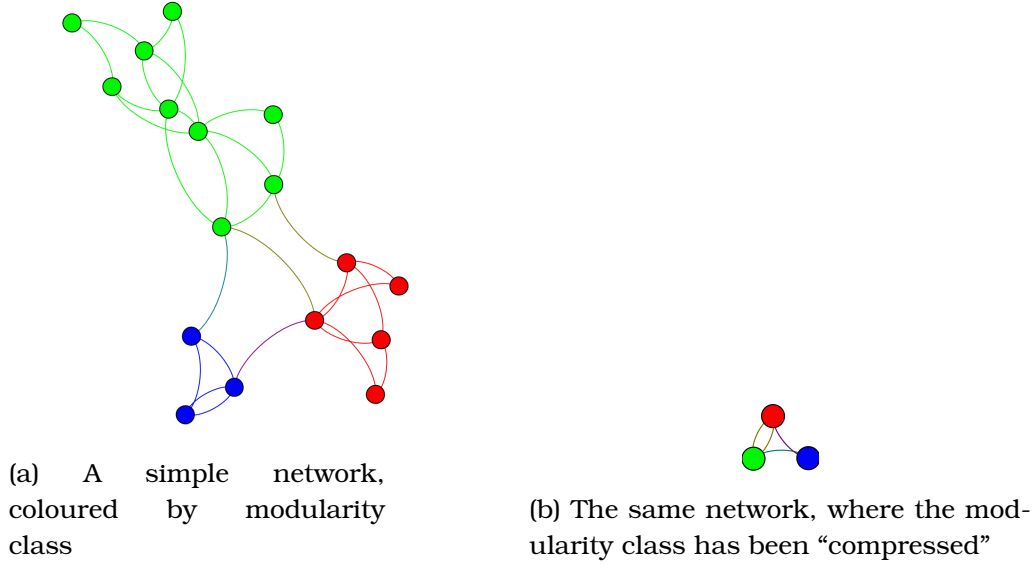 (a) A simple network,
coloured by modularity
class
(b) The same network, where the mod-
ularity class has been “compressed”